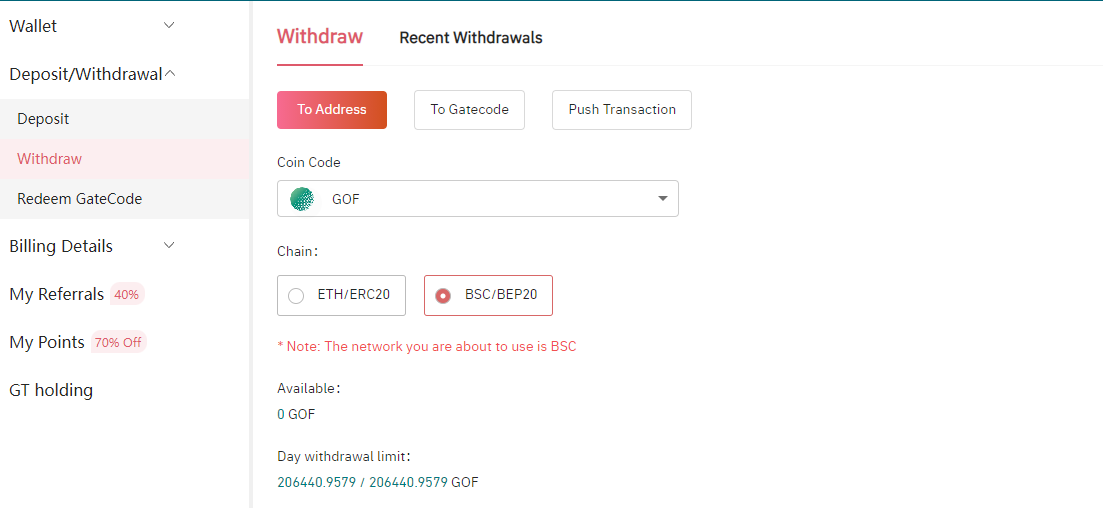 Wallet
Deposit/Withdrawal
Deposit
Withdraw
Redeem GateCode
Billing Details
My Referrals 40%
My Points 70% Off
GT holding
Withdraw Recent Withdrawals
To Address To Gatecode Push Transaction
Coin Code
GOF
Chain：
ETH/ERC20 BSC/BEP20
* Note: The network you are about to use is BSC
Available：
0 GOF
Day withdrawal limit：
206440.9579 / 206440.9579 GOF